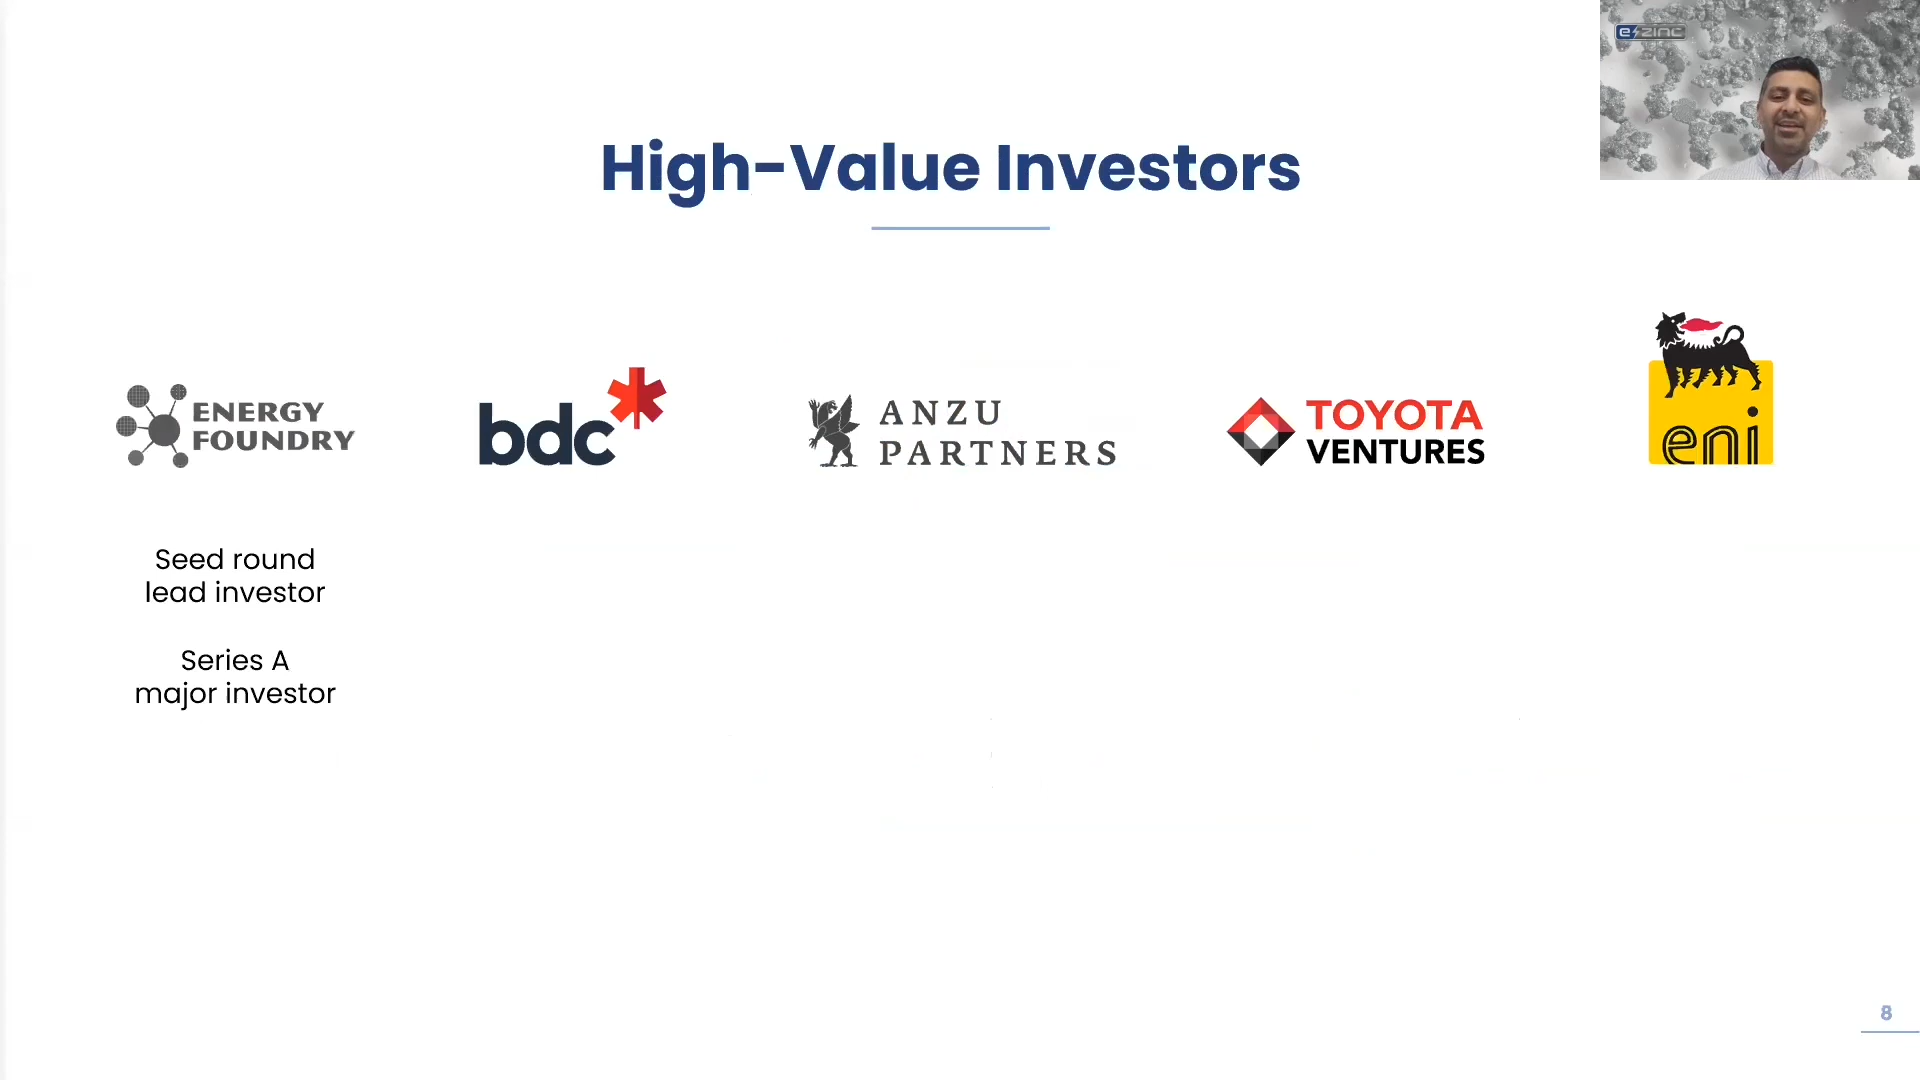 e zinc
High-Value Investors
ENERGY
FOUNDRY
bdc
ANZU
PARTNERS
TOYOTA
VENTURES
eni
Seed round
lead investor
Series A
major investor
8